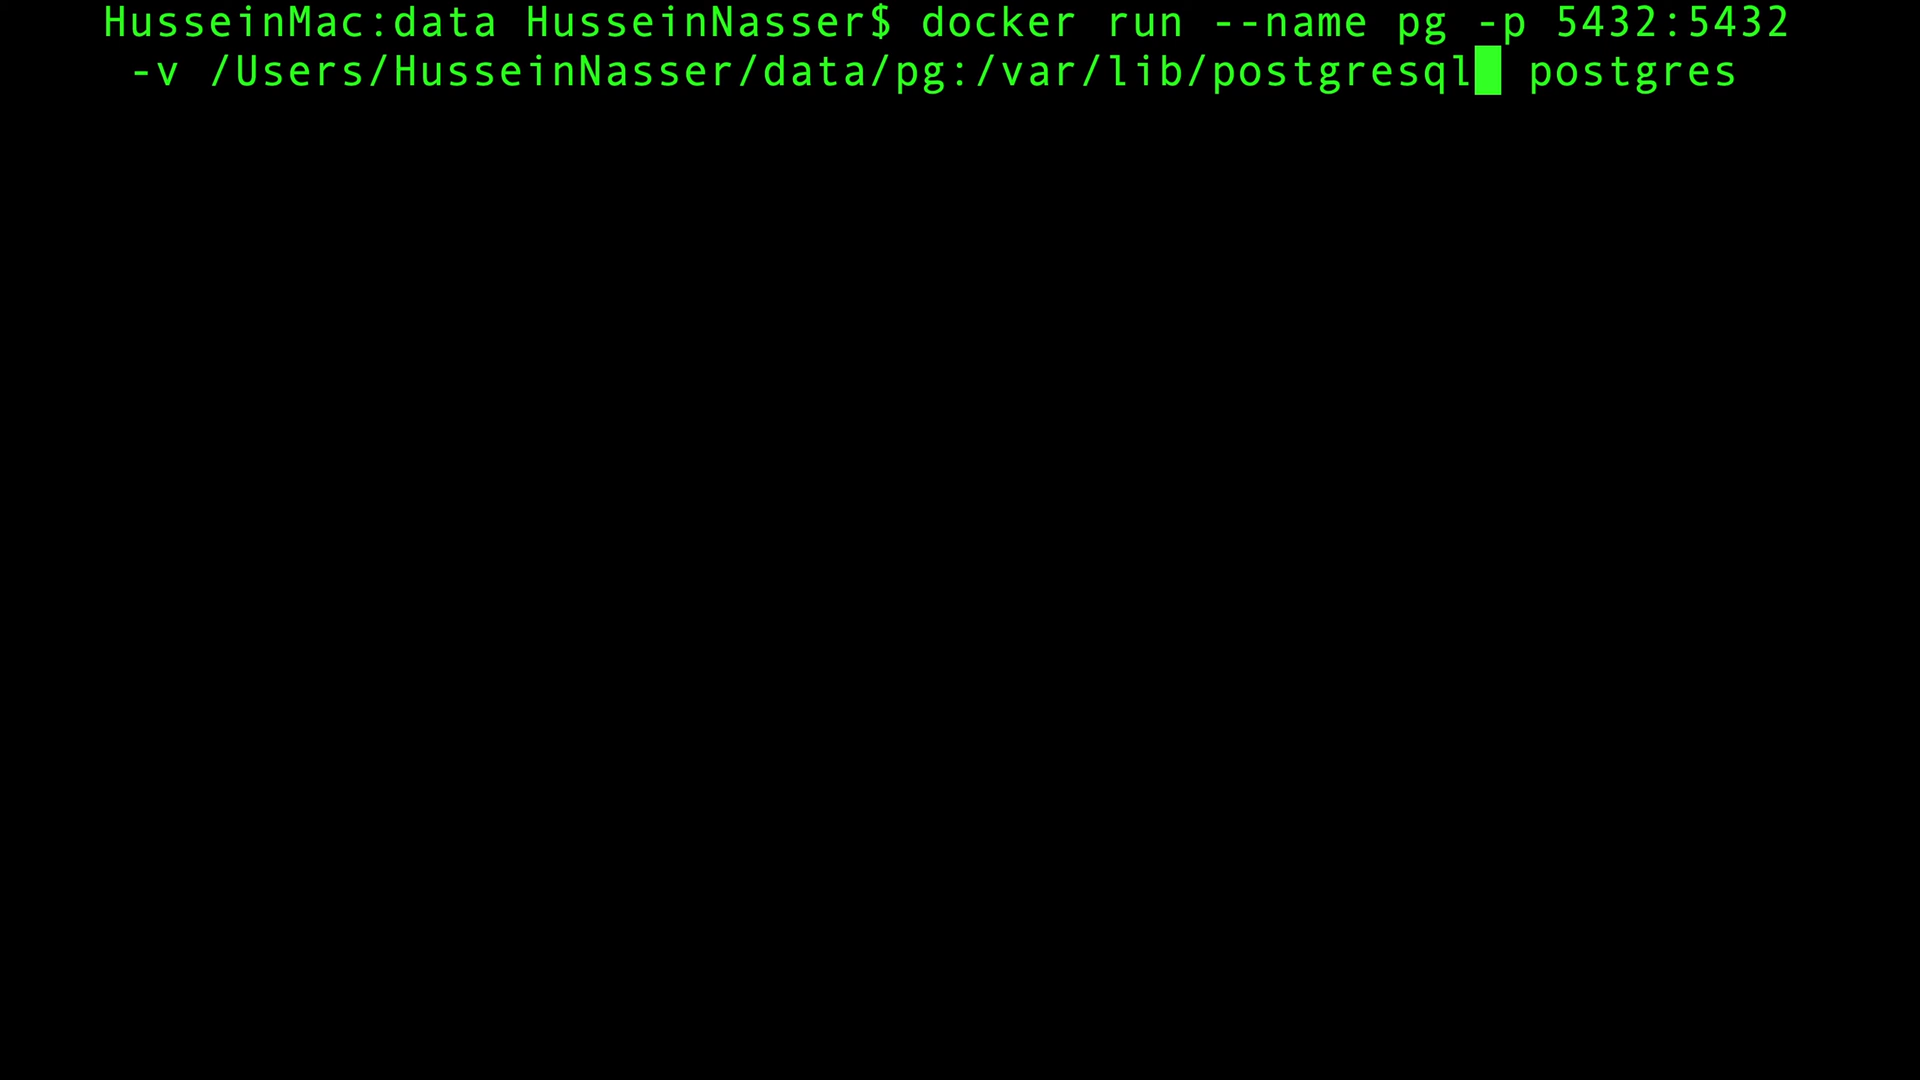 HusseinMac:data HusseinNasser$ docker run --name pg -p 5432:5432
-v /Users/HusseinNasser/data/pg:/var/lib/postgresql postgres